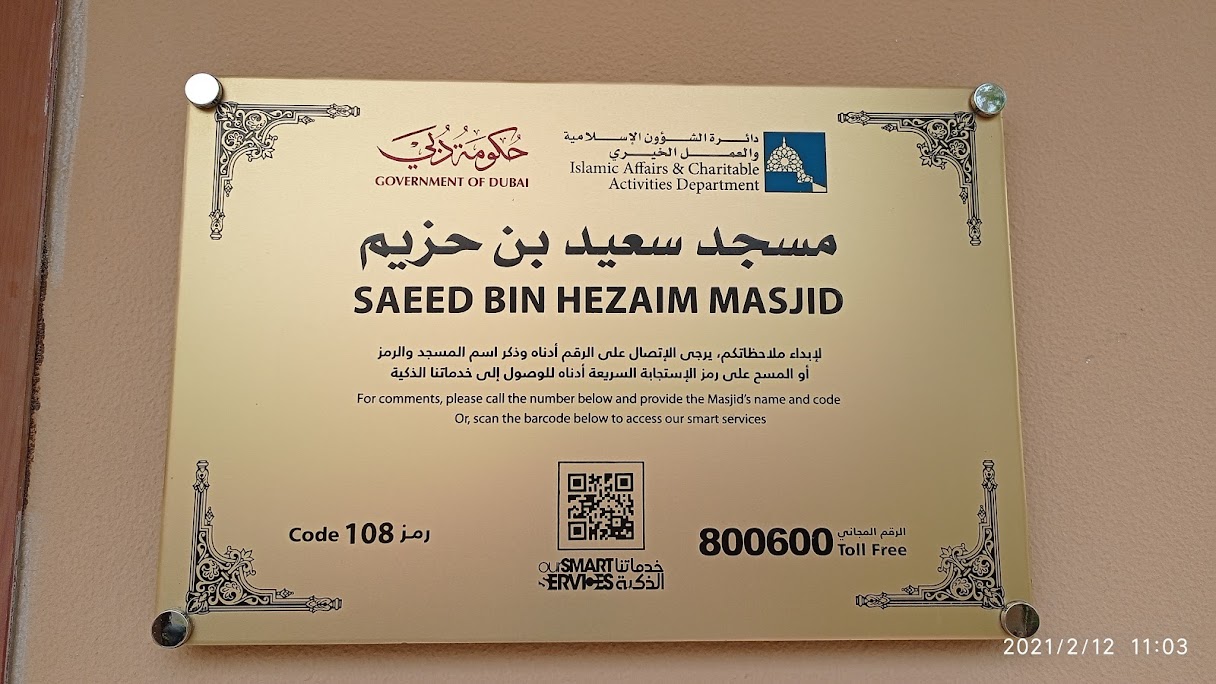 حكومة دبي
GOVERNMENT OF DUBAI
دائرة الشؤون الإسلامية
والعمل الخيري
Islamic Affairs & Charitable
Activities Department
مسجد سعيد بن حزيم
SAEED BIN HEZAIM MASJID
لإبداء ملاحظاتكم، يرجى الإتصال على الرقم أدناه وذكر اسم المسجد والرمز
أو المسح على رمز الإستجابة السريعة أدناه للوصول إلى خدماتنا الذكية
For comments, please call the number below and provide the Masjid's name and code
Or, scan the barcode below to access our smart services
Code 108 رمز
ourSMART خدماتنا
SERVICES الذكية
800600
الرقم المجاني
Toll Free
2021/2/12 11:03